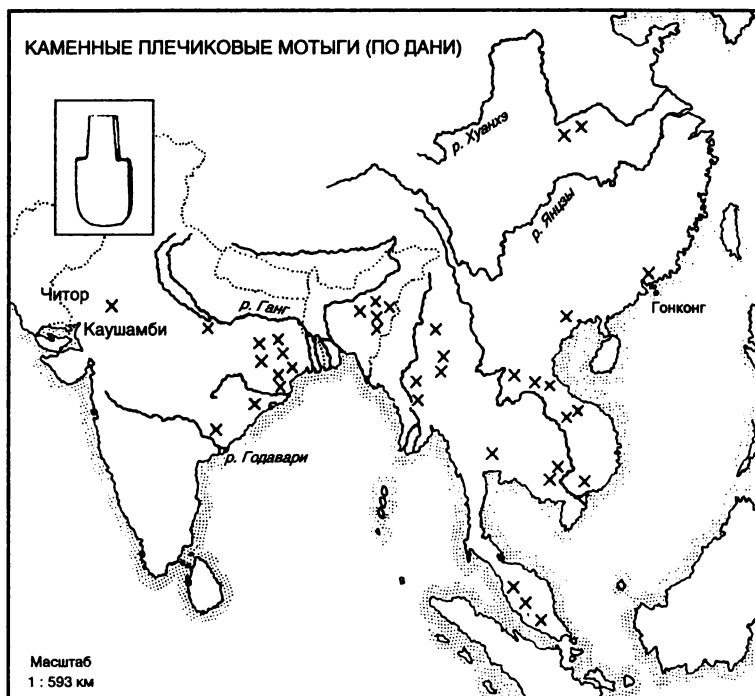 КАМЕННЫЕ ПЛЕЧИКОВЫЕ МОТЫГИ (ПО ДАНИ)
р. Хуанхэ
р. Янцзы
Читор
р. Ганг
Каушамби
Гонконг
р. Годавари
Масштаб
1 : 593 км